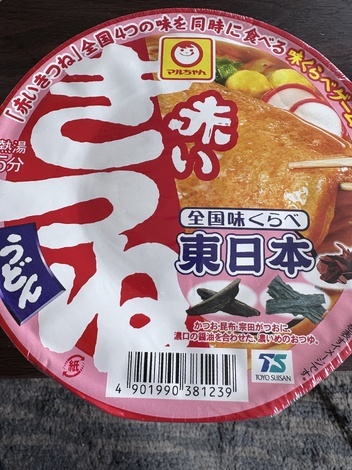 「赤いきつね」全国4つの味を同時に食べる
味くらべゲーム
マルちゃん
赤い
きつね
うどん
熱湯
5分
全国味くらべ
東日本
かつお、昆布、宗田がつおに、
濃口の醤油を合わせた、濃いめのおつゆ。
紙
4 901990 381239
TS
TOYO SUISAN